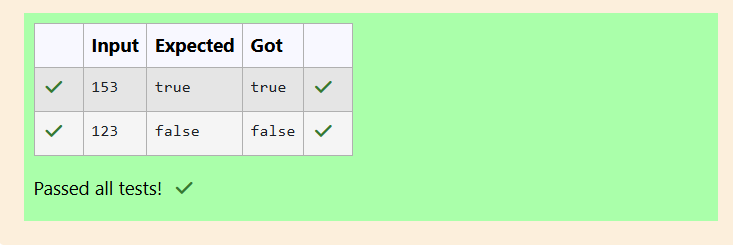 Input Expected Got
153 true true
123 false false
Passed all tests!